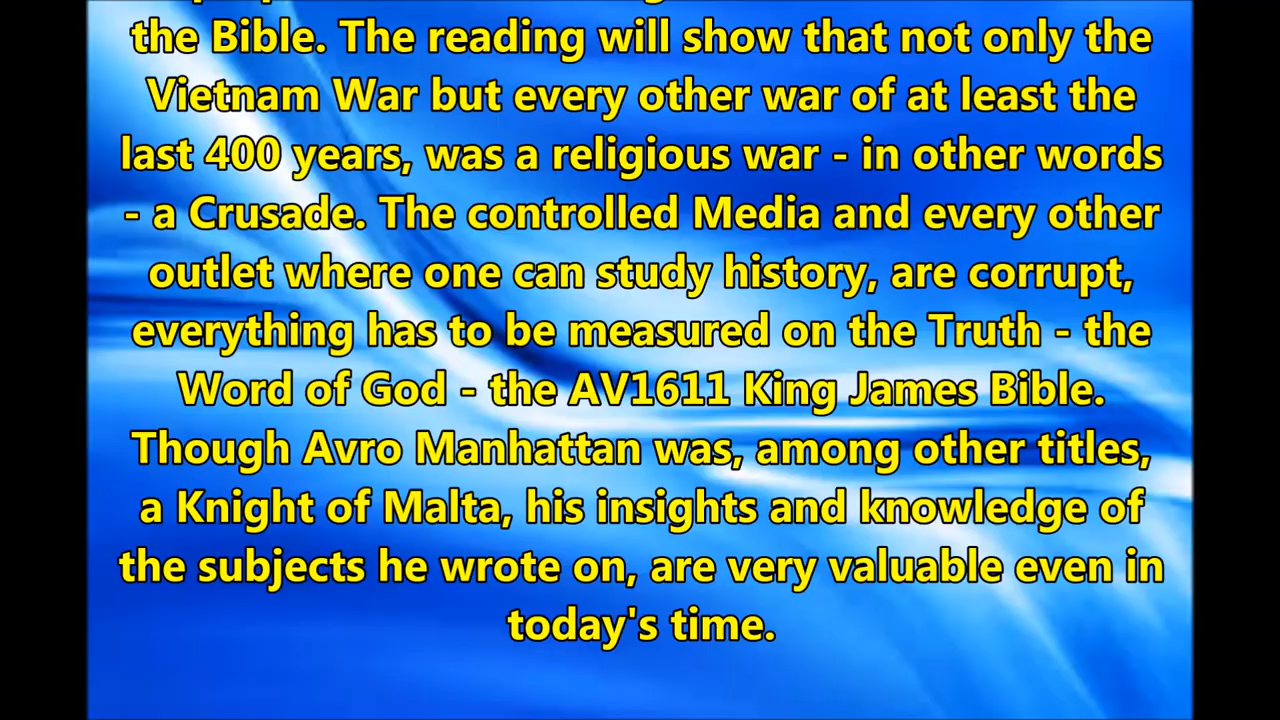 the Bible. The reading will show that not only the
Vietnam War but every other war of at least the
last 400 years, was a religious war - in other words
- a Crusade. The controlled Media and every other
outlet where one can study history, are corrupt,
everything has to be measured on the Truth - the
Word of God - the AV1611 King James Bible.
Though Avro Manhattan was, among other titles,
a Knight of Malta, his insights and knowledge of
the subjects he wrote on, are very valuable even in
today's time.